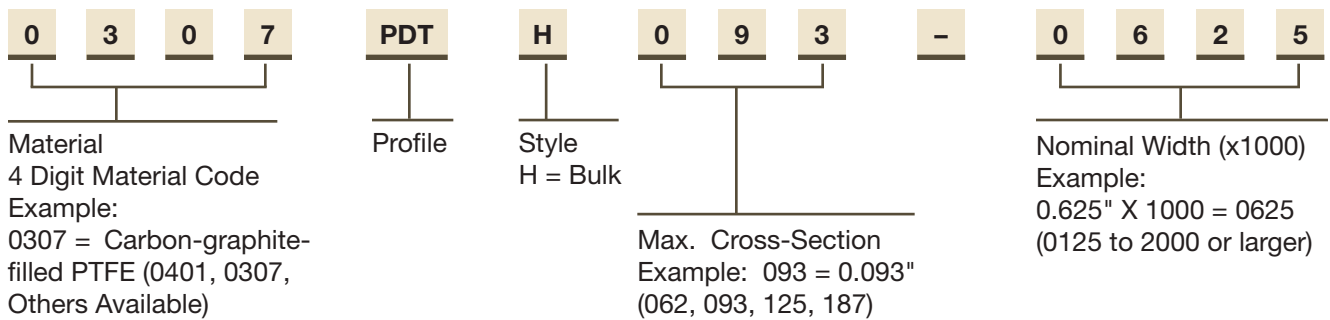 0 3 0 7 PDT H 0 9 3 – 0 6 2 5
Material
4 Digit Material Code
Example:
0307 = Carbon-graphite-
filled PTFE (0401, 0307,
Others Available)
Profile
Style
H = Bulk
Max. Cross-Section
Example: 093 = 0.093"
(062, 093, 125, 187)
Nominal Width (x1000)
Example:
0.625" X 1000 = 0625
(0125 to 2000 or larger)